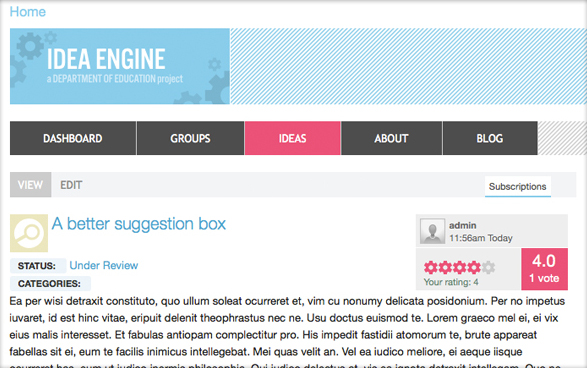 Home
IDEA ENGINE
a DEPARTMENT OF EDUCATION project
DASHBOARD GROUPS IDEAS ABOUT BLOG
VIEW EDIT Subscriptions
A better suggestion box
admin
11:56am Today
4.0
1 vote
Your rating: 4
STATUS: Under Review
CATEGORIES:
Ea per wisi detraxit constituto, quo ullum soleat ocurreret et, vim cu nonumy delicata posidonium. Per no impetus
iuvaret, id est hinc vitae, eripuit delenit theophrastus nec ne. Usu doctus euismod te. Lorem graeco mel ei, ei vix
eius malis interesset. Et fabulas antiopam complectitur pro. His impedit fastidii atomorum te, brute appareat
fabellas sit ei, eum te facilis inimicus intellegebat. Mei quas velit an. Vel ea iudico meliore, ei aeque iisque